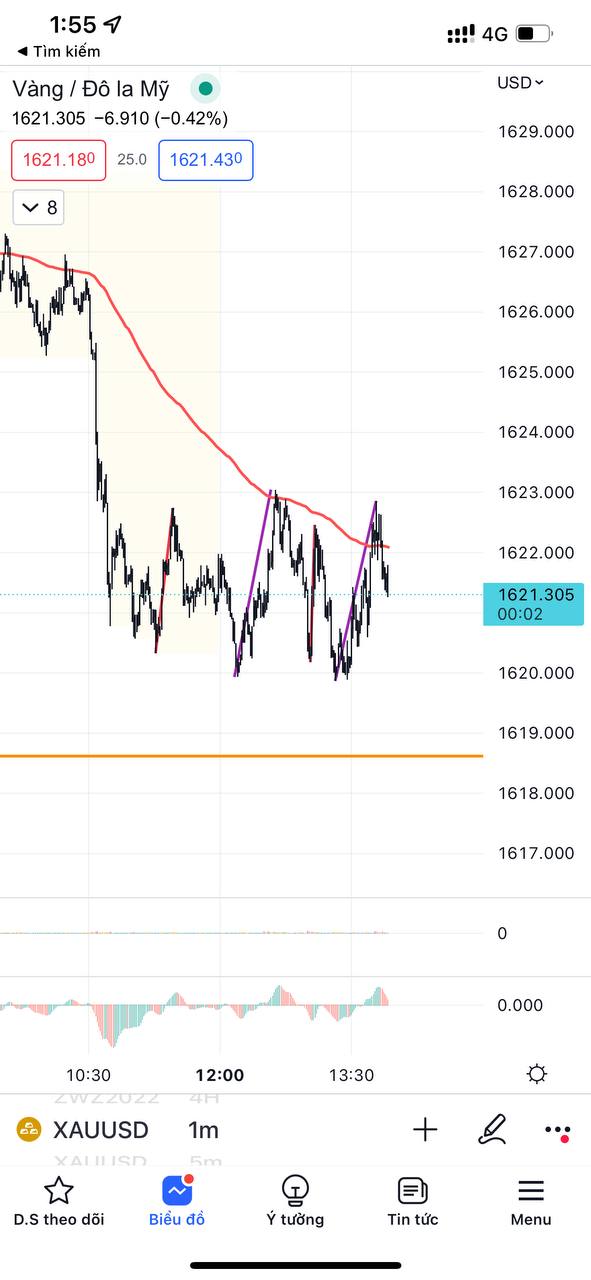 1:55
4G
◀ Tìm kiếm
Vàng / Đô la Mỹ
USD
1621.305 −6.910 (−0.42%)
1621.180
25.0
1621.430
8
1629.000
1628.000
1627.000
1626.000
1625.000
1624.000
1623.000
1622.000
1621.305
00:02
1620.000
1619.000
1618.000
1617.000
0
0.000
10:30
12:00
13:30
ZWZ2022 4H
XAUUSD 1m
XAUUSD 5m
D.S theo dõi
Biểu đồ
Ý tưởng
Tin tức
Menu